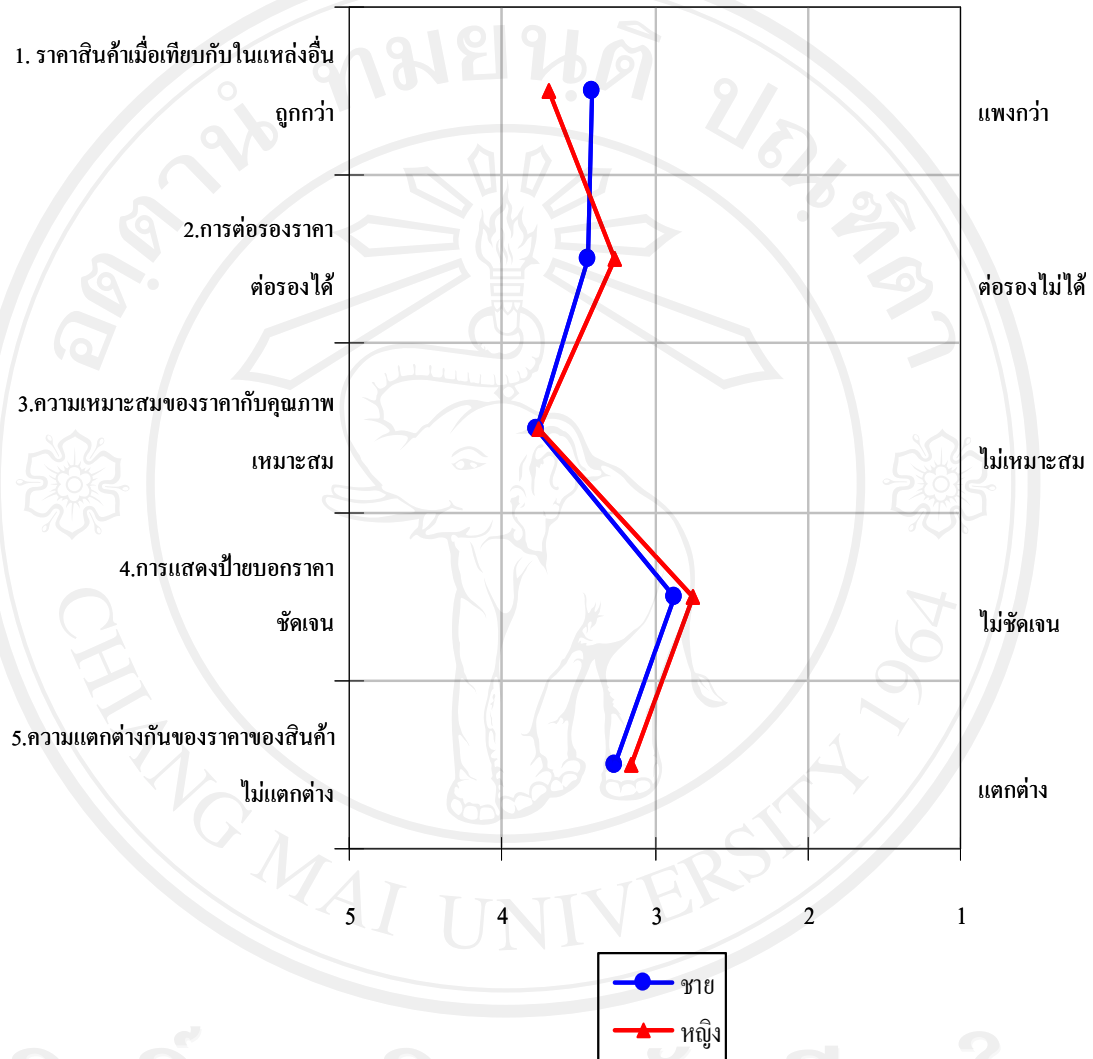 1. ราคาสินค้าเมื่อเทียบกับในแหล่งอื่น
ถูกกว่า
แพงกว่า
2.การต่อรองราคา
ต่อรองได้
ต่อรองไม่ได้
3.ความเหมาะสมของราคากับคุณภาพ
เหมาะสม
ไม่เหมาะสม
4.การแสดงป้ายบอกราคา
ชัดเจน
ไม่ชัดเจน
5.ความแตกต่างกันของราคาของสินค้า
ไม่แตกต่าง
แตกต่าง
5 4 3 2 1
ชาย
หญิง
CHIANG MAI UNIVERSITY 1964